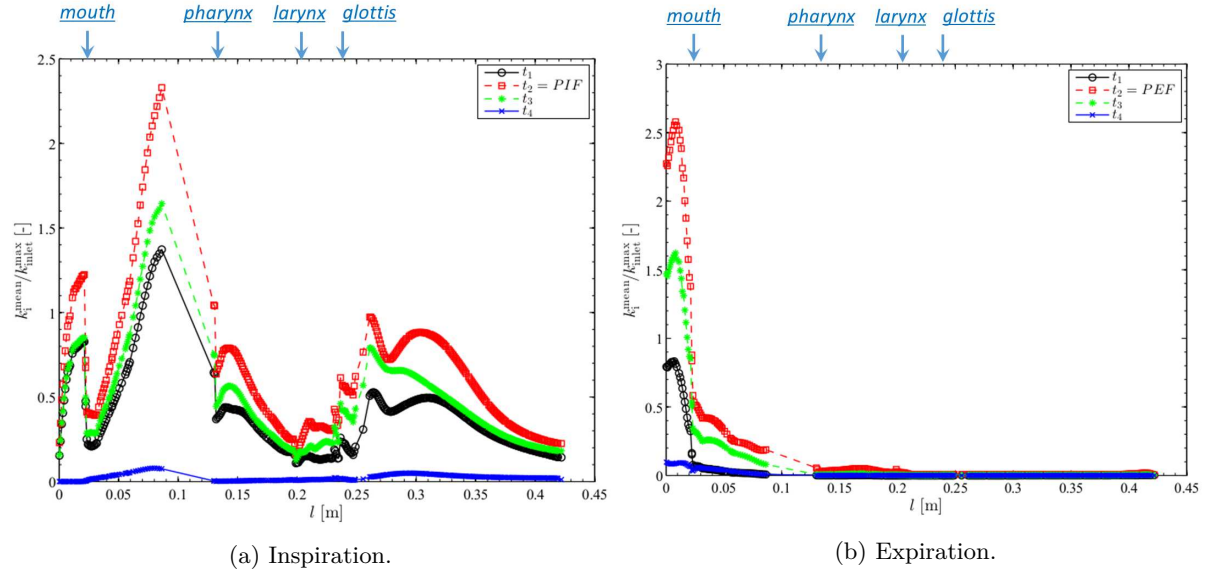 mouth pharynx larynx glottis
2.5
2
1.5
1
0.5
0
k_i^mean/k_inlet^max [-]
t1
t2 = PIF
t3
t4
0 0.05 0.1 0.15 0.2 0.25 0.3 0.35 0.4 0.45
l [m]
(a) Inspiration.
mouth pharynx larynx glottis
3
2.5
2
1.5
1
0.5
0
k_i^mean/k_inlet^max [-]
t1
t2 = PEF
t3
t4
0 0.05 0.1 0.15 0.2 0.25 0.3 0.35 0.4 0.45
l [m]
(b) Expiration.